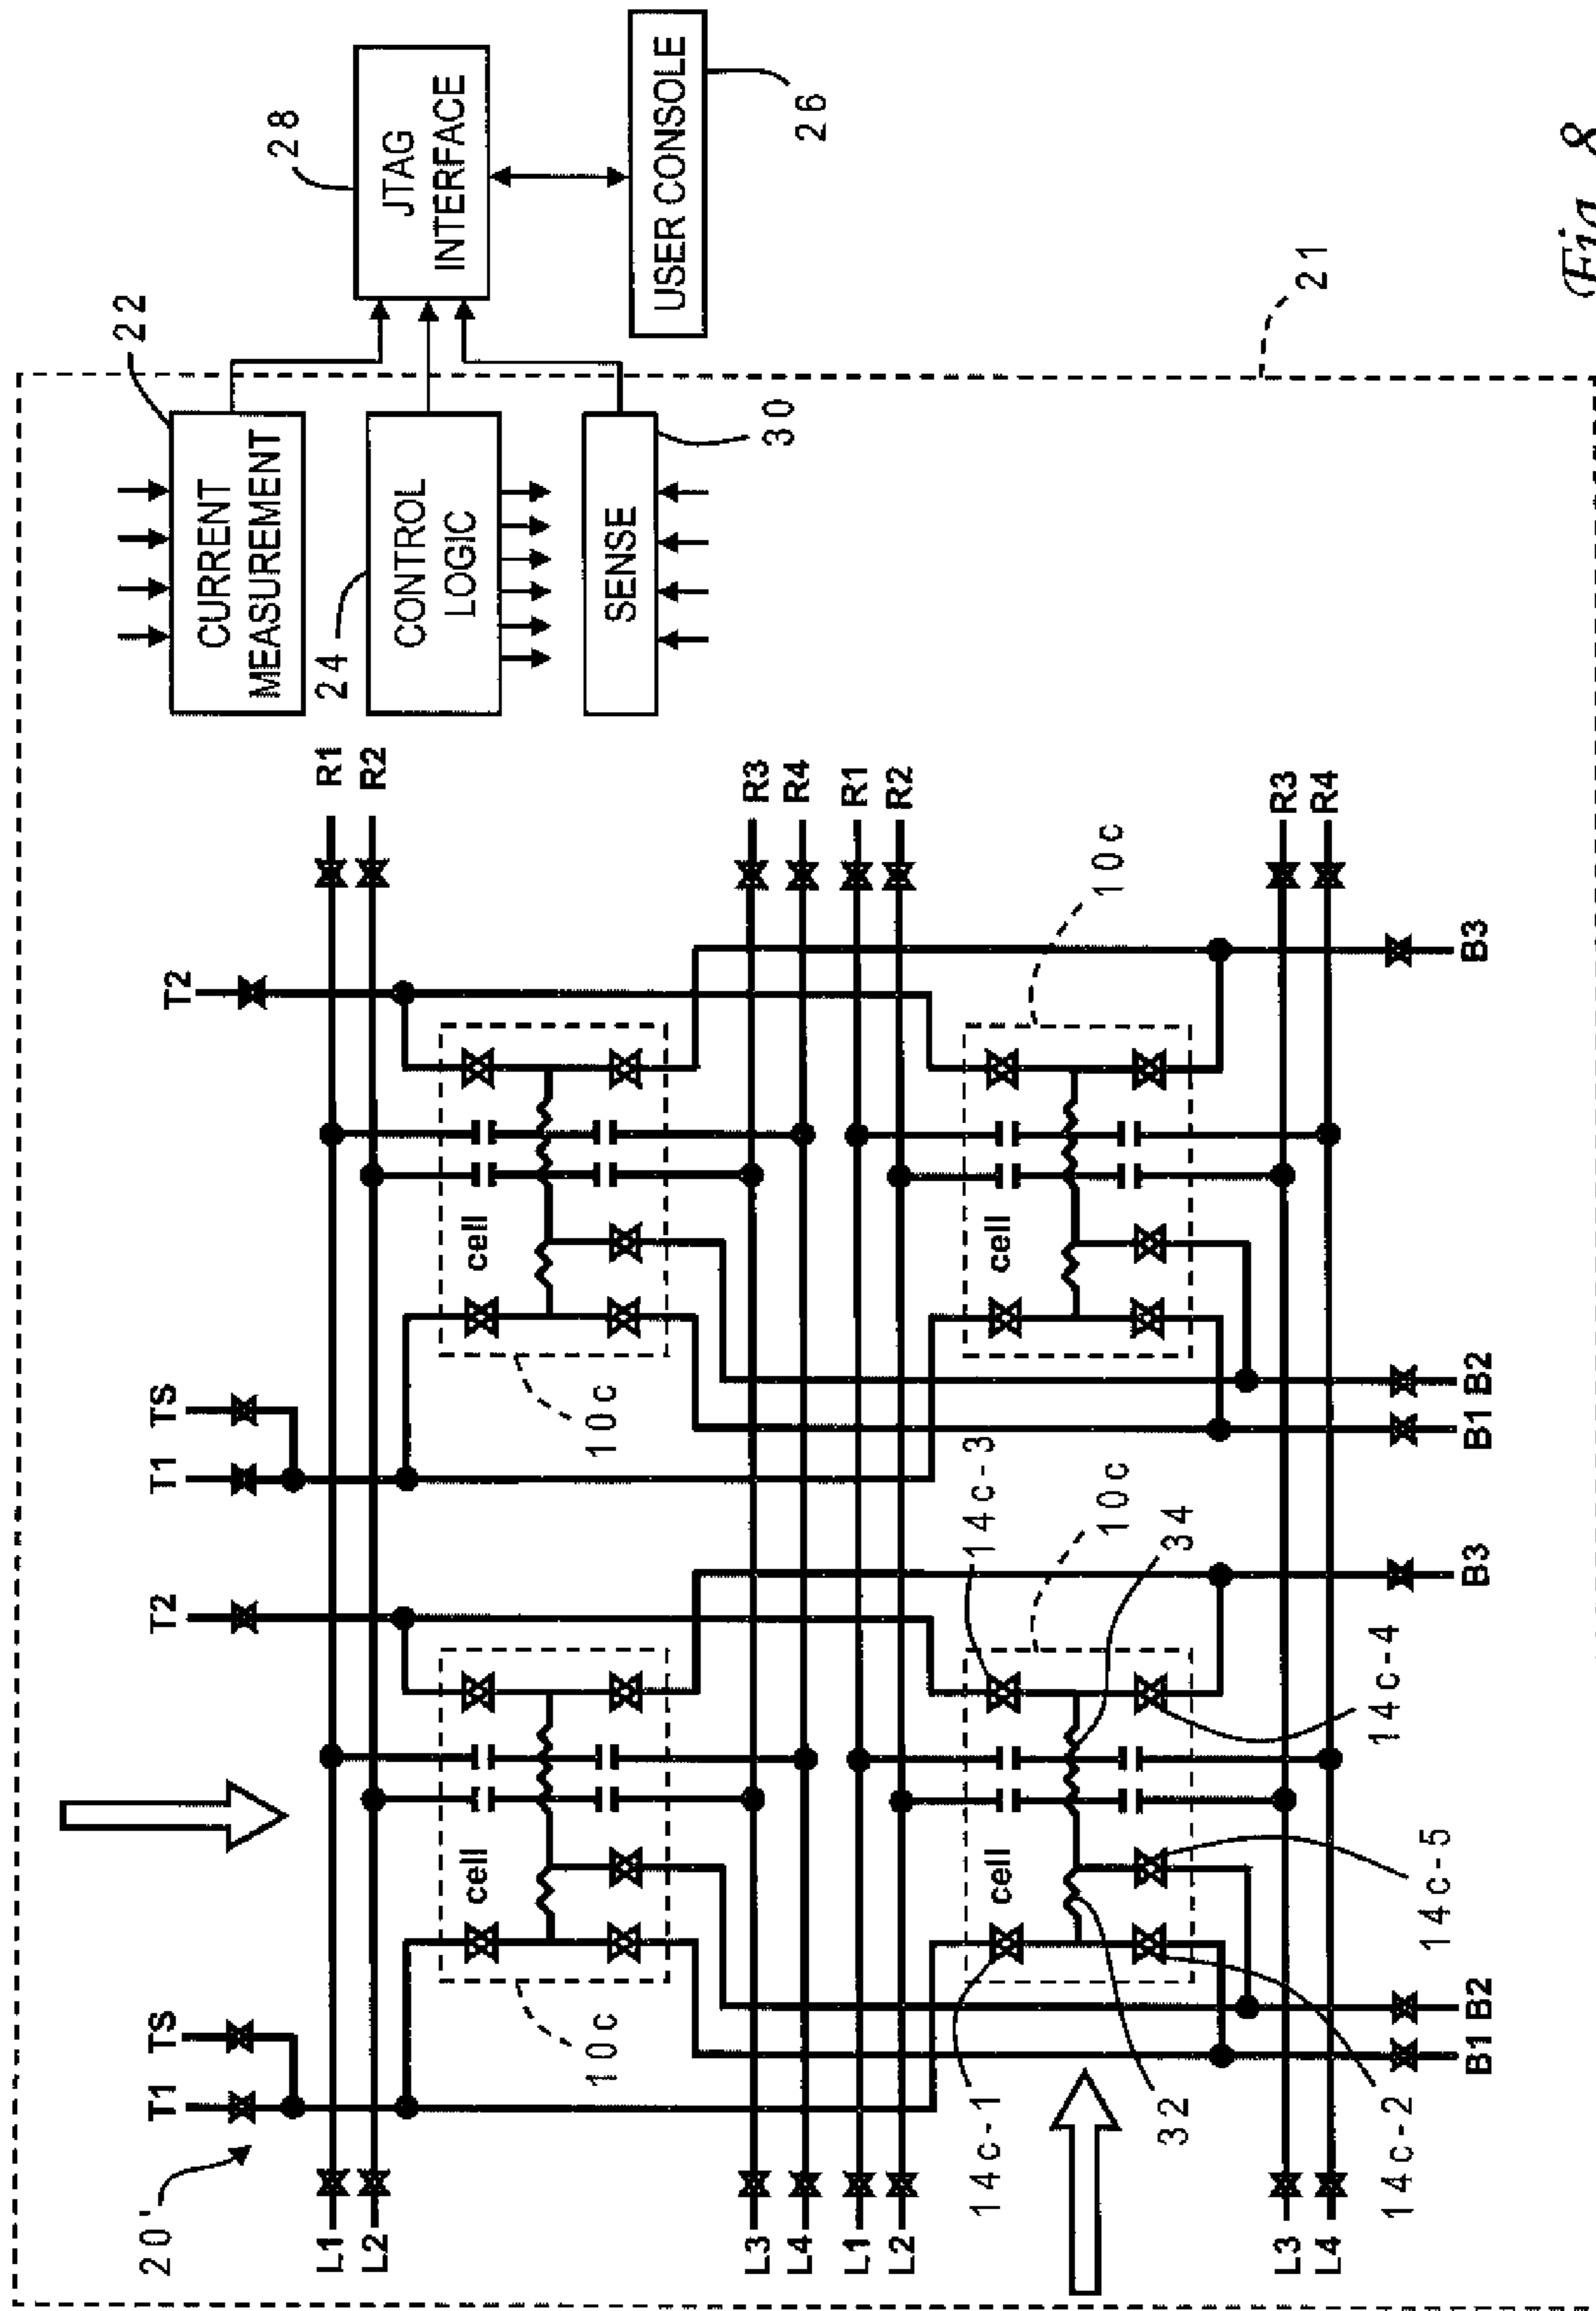 20'
T1
TS
T2
T1
TS
T2
22
CURRENT
MEASUREMENT
28
JTAG
INTERFACE
24
CONTROL
LOGIC
30
SENSE
USER CONSOLE
26
L1
R1
L2
R2
cell
cell
10c
10c
L3
R3
L4
R4
L1
R1
L2
R2
14c-1
14c-3
cell
10c
cell
10c
32
34
14c-2
14c-5
14c-4
L3
R3
L4
R4
B1
B2
B3
B1
B2
B3
21
Fig. 8